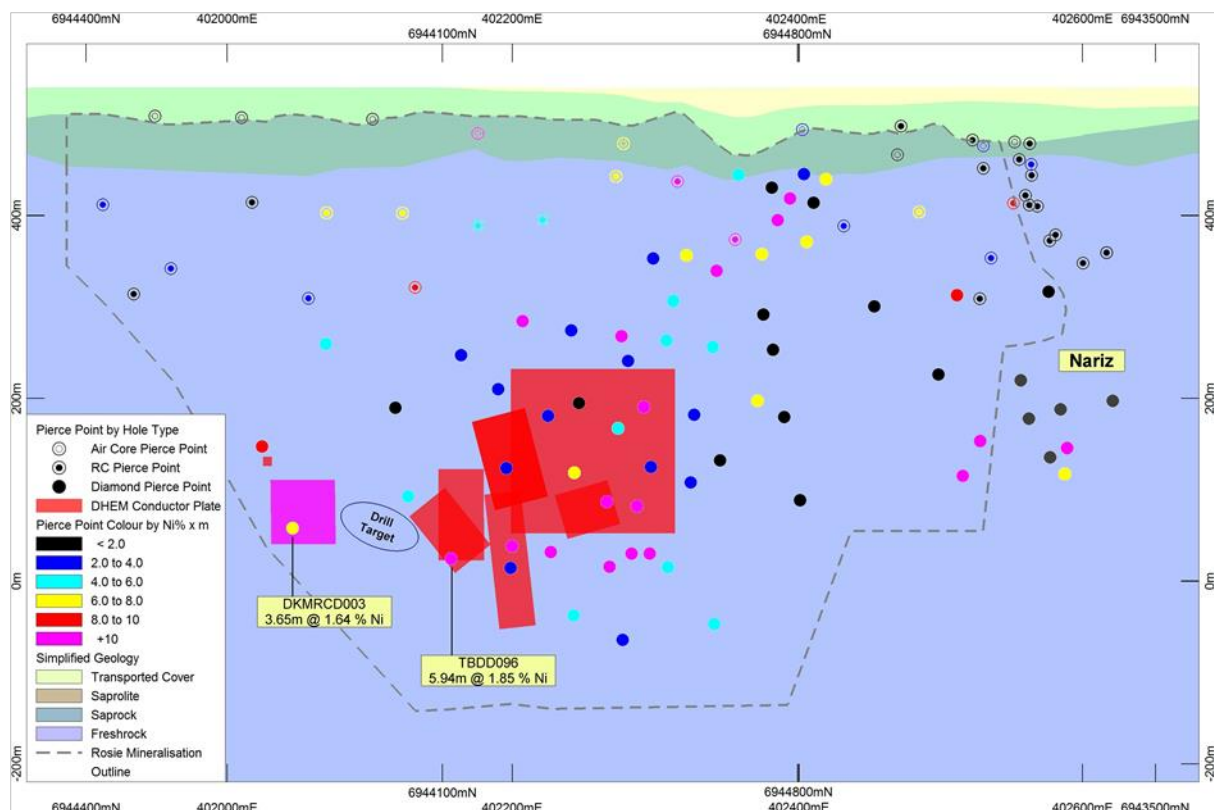 6944400mN 402000mE 402200mE 402400mE 402600mE 6943500mN
6944100mN 6944800mN
400m 400m
200m 200m
Nariz
Pierce Point by Hole Type
Air Core Pierce Point
RC Pierce Point
Diamond Pierce Point
DHEM Conductor Plate
Pierce Point Colour by Ni% x m
< 2.0
2.0 to 4.0
4.0 to 6.0
6.0 to 8.0
8.0 to 10
+10
Simplified Geology
Transported Cover
Saprolite
Saprock
Freshrock
Rosie Mineralisation
Outline
Drill
Target
0m 0m
DKMRCD003
3.65m @ 1.64 % Ni
TBDD096
5.94m @ 1.85 % Ni
-200m -200m
6944400mN 402000mE 6944100mN 402200mE 6944800mN 402400mE 402600mE 6943500mN